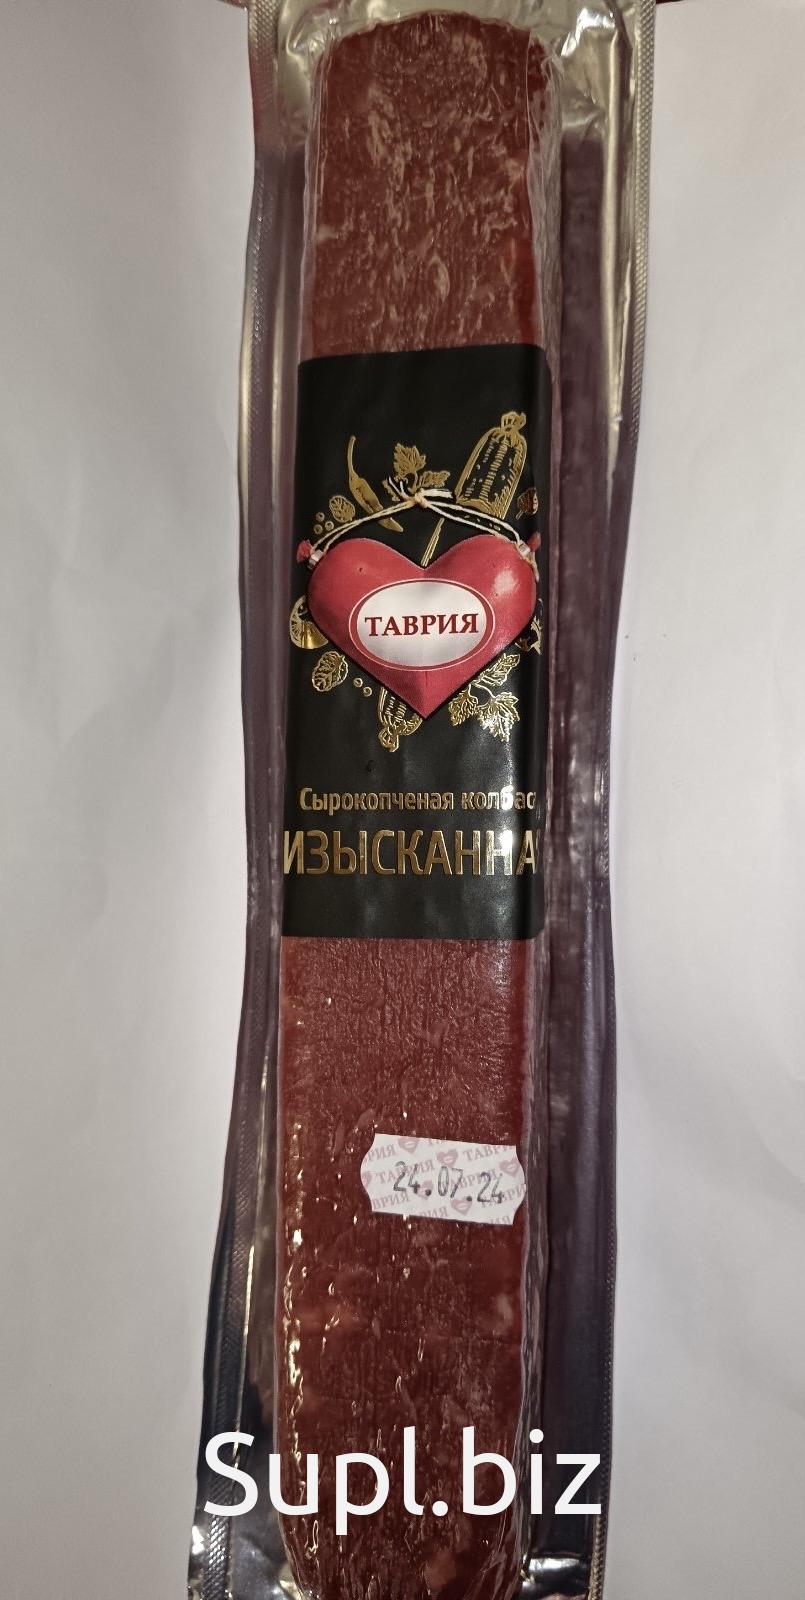 ТАВРИЯ
Сырокопченая колбас
ИЗЫСКАННА
24.07.24
Supl.biz